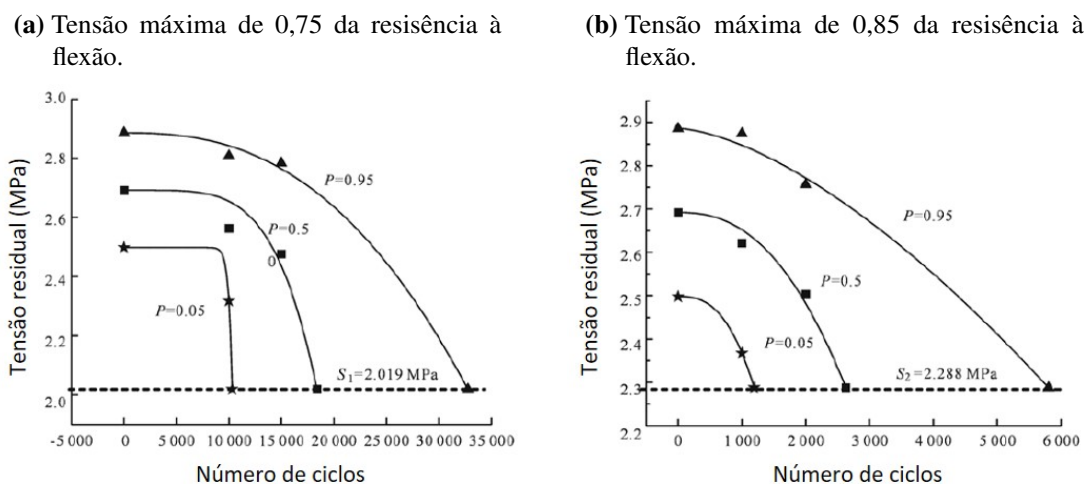 (a) Tensão máxima de 0,75 da resisência à
flexão.
3.0
2.8
2.6
2.4
2.2
2.0
Tensão residual (MPa)
P=0.95
P=0.5
0
P=0.05
S1=2.019 MPa
-5 000 0 5 000 10 000 15 000 20 000 25 000 30 000 35 000
Número de ciclos
(b) Tensão máxima de 0,85 da resisência à
flexão.
2.9
2.8
2.7
2.6
2.5
2.4
2.3
2.2
Tensão residual (MPa)
P=0.95
P=0.5
P=0.05
S2=2.288 MPa
0 1 000 2 000 3 000 4 000 5 000 6 000
Número de ciclos